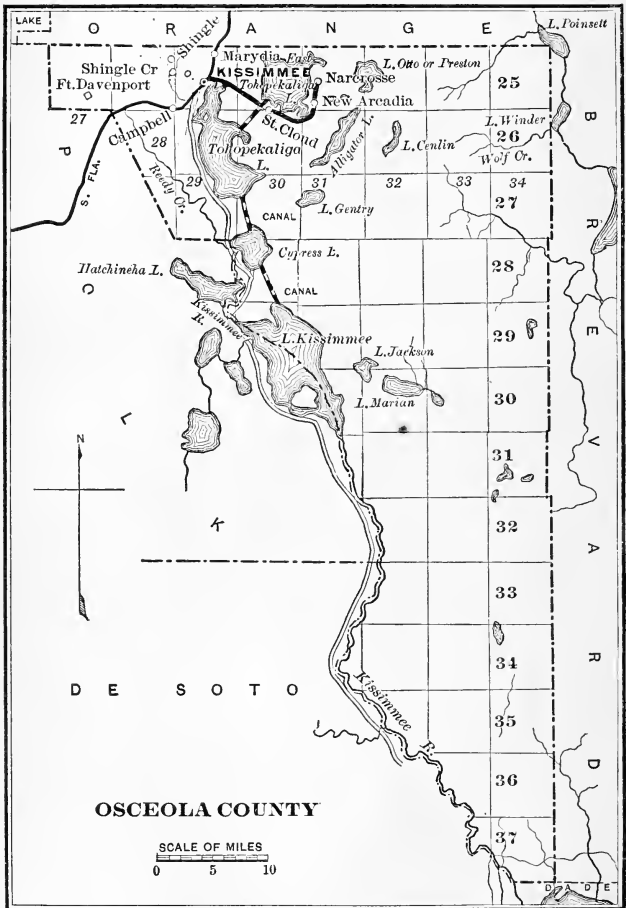 LAKE
O R A N G E
L. Poinsett
Shingle
Marydia
East
L. Otto or Preston
Shingle Cr
KISSIMMEE
Narcrosse
Ft. Davenport
Tohopekaliga
25
New Arcadia
27
Campbell
St. Cloud
L. Winder
28
Tohopekaliga
L.
Alligator L.
L. Cenlin
26
Wolf Cr.
S. FLA.
Reedy Cr.
29
30
31
32
33
34
CANAL
L. Gentry
27
Cypress L.
28
Hatchineha L.
CANAL
Kissimmee
R.
29
L. Kissimmee
L. Jackson
L. Marian
30
N
31
32
33
34
Kissimmee
R.
35
36
37
P O L K
DE SOTO
B R E V A R D
DADE
OSCEOLA COUNTY
SCALE OF MILES
0 5 10